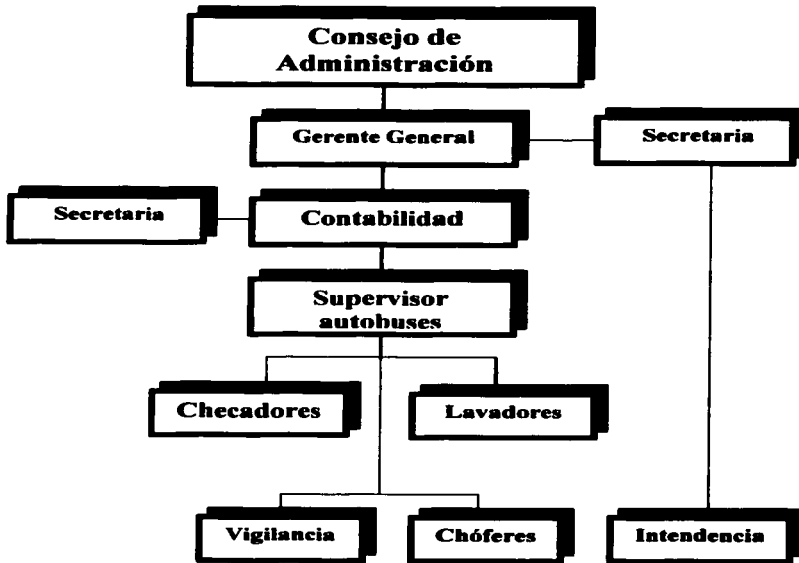 Consejo de
Administración
Gerente General
Secretaria
Secretaria
Contabilidad
Supervisor
autobuses
Checadores
Lavadores
Vigilancia
Chóferes
Intendencia